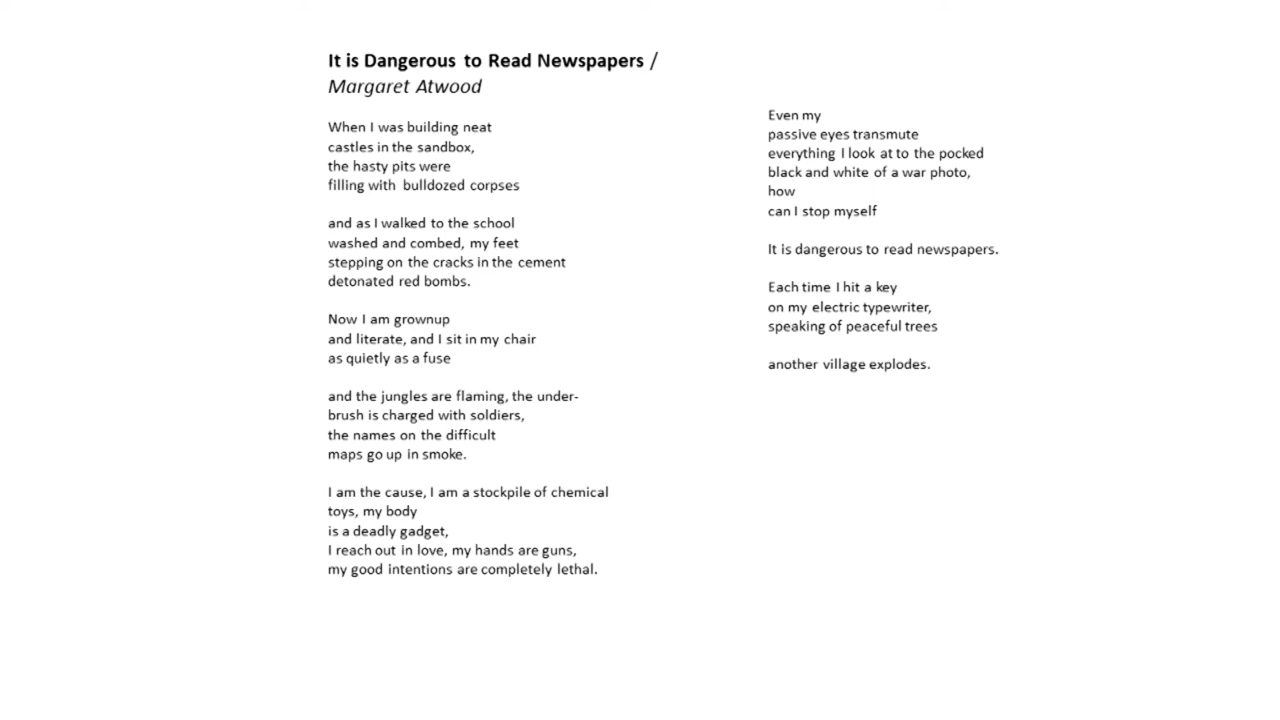 It is Dangerous to Read Newspapers /
Margaret Atwood
When I was building neat
castles in the sandbox,
the hasty pits were
filling with bulldozed corpses
and as I walked to the school
washed and combed, my feet
stepping on the cracks in the cement
detonated red bombs.
Now I am grownup
and literate, and I sit in my chair
as quietly as a fuse
and the jungles are flaming, the under-
brush is charged with soldiers,
the names on the difficult
maps go up in smoke.
I am the cause, I am a stockpile of chemical
toys, my body
is a deadly gadget,
I reach out in love, my hands are guns,
my good intentions are completely lethal.
Even my
passive eyes transmute
everything I look at to the pocked
black and white of a war photo,
how
can I stop myself
It is dangerous to read newspapers.
Each time I hit a key
on my electric typewriter,
speaking of peaceful trees
another village explodes.